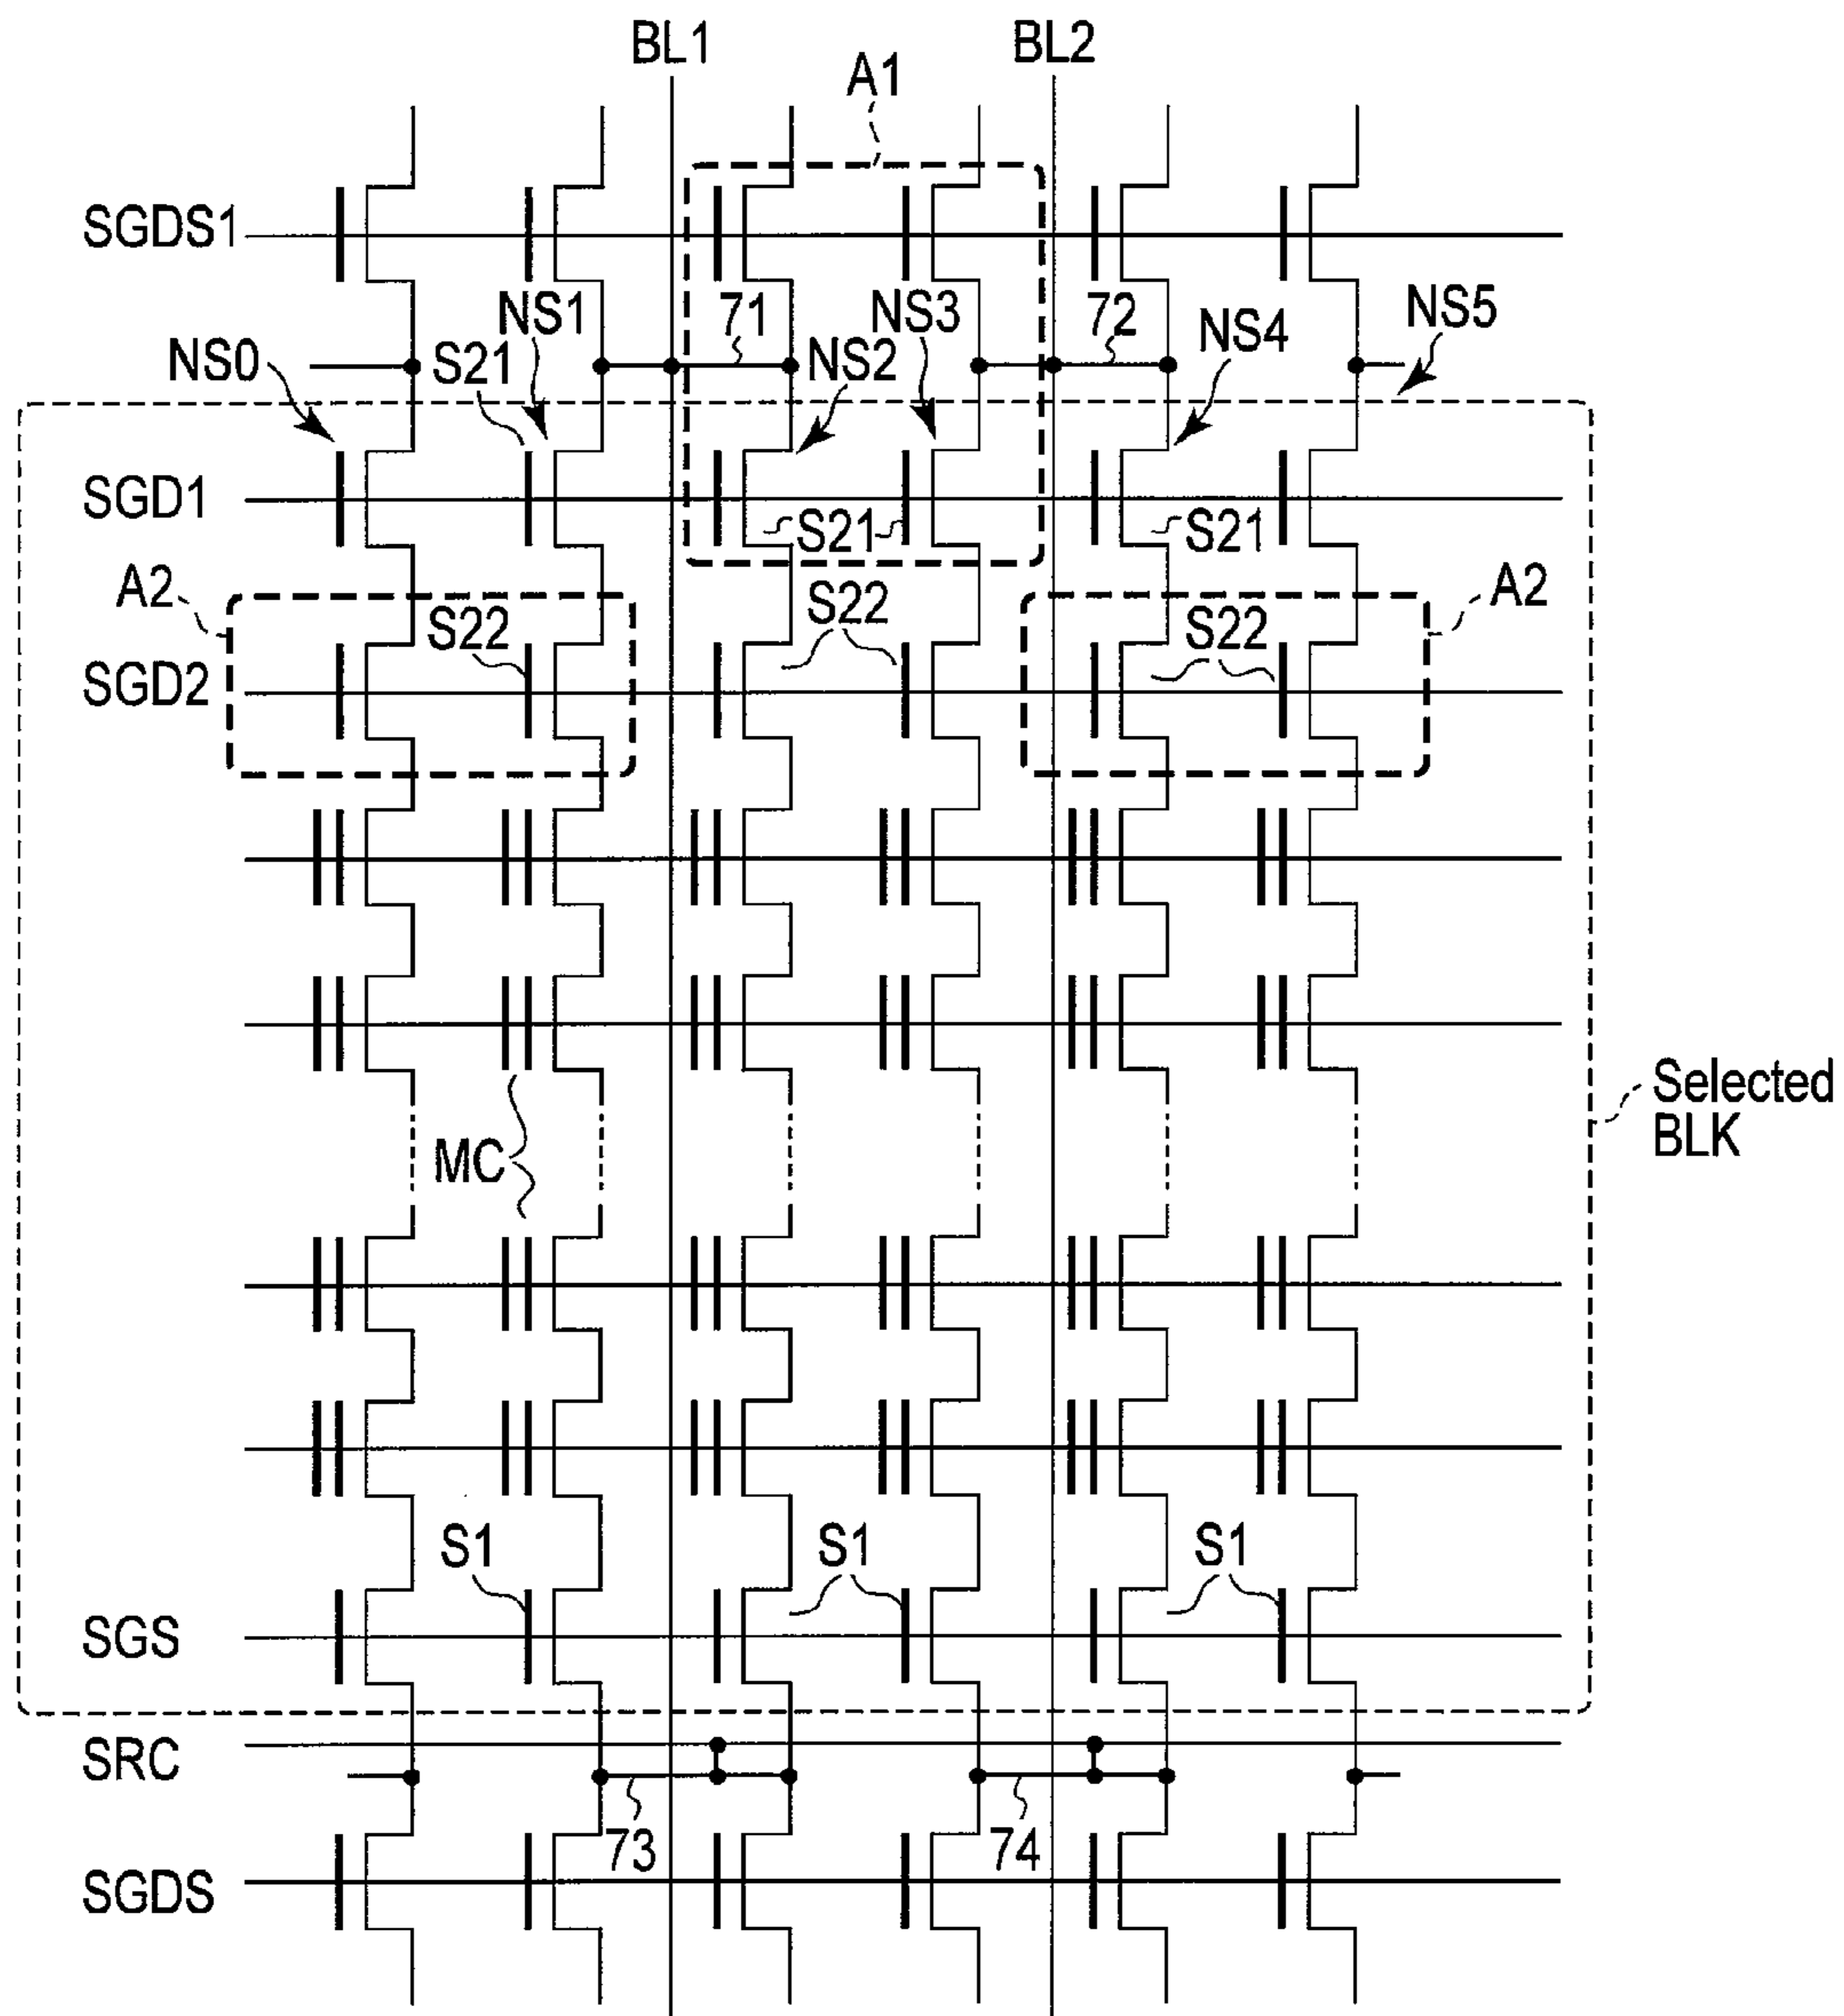 BL1
BL2
A1
SGDS1
NS1
71
NS3
72
NS5
NS0
S21
NS2
NS4
SGD1
S21
S21
A2
S22
S22
S22
A2
SGD2
Selected
BLK
MC
S1
S1
S1
SGS
SRC
73
74
SGDS